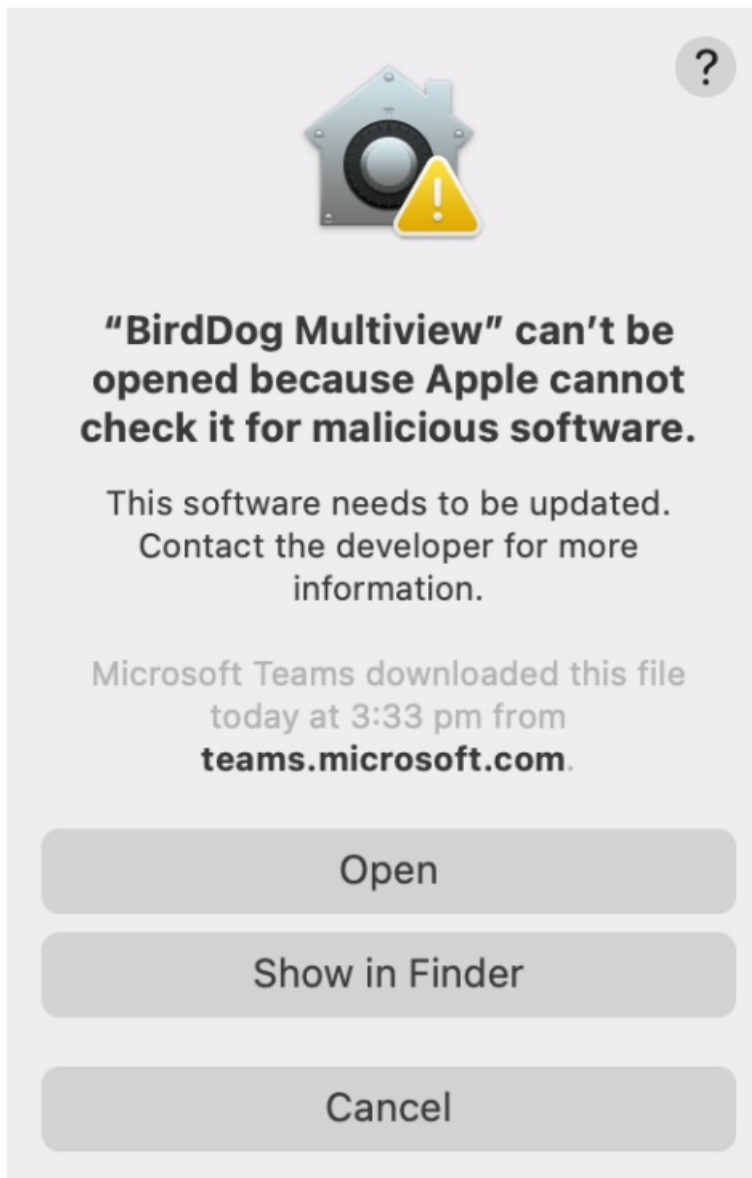 ?
“BirdDog Multiview” can’t be
opened because Apple cannot
check it for malicious software.
This software needs to be updated.
Contact the developer for more
information.
Microsoft Teams downloaded this file
today at 3:33 pm from
teams.microsoft.com.
Open
Show in Finder
Cancel